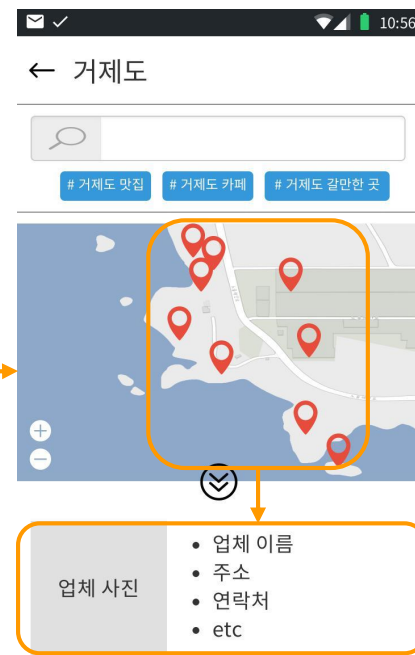 10:56
← 거제도
# 거제도 맛집 # 거제도 카페 # 거제도 갈만한 곳
업체 사진
• 업체 이름
• 주소
• 연락처
• etc